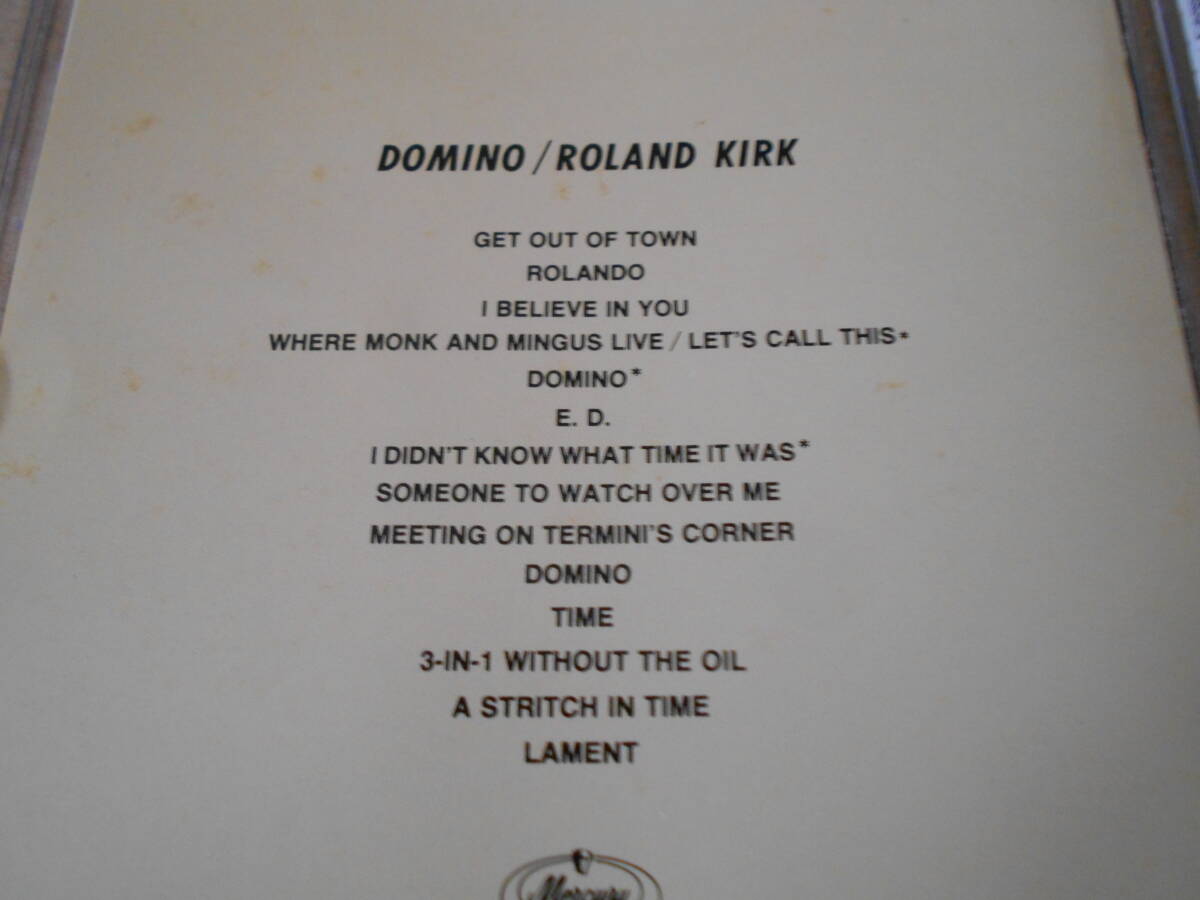 DOMINO / ROLAND KIRK
GET OUT OF TOWN
ROLANDO
I BELIEVE IN YOU
WHERE MONK AND MINGUS LIVE / LET'S CALL THIS*
DOMINO*
E. D.
I DIDN'T KNOW WHAT TIME IT WAS*
SOMEONE TO WATCH OVER ME
MEETING ON TERMINI'S CORNER
DOMINO
TIME
3-IN-1 WITHOUT THE OIL
A STRITCH IN TIME
LAMENT
Mercury